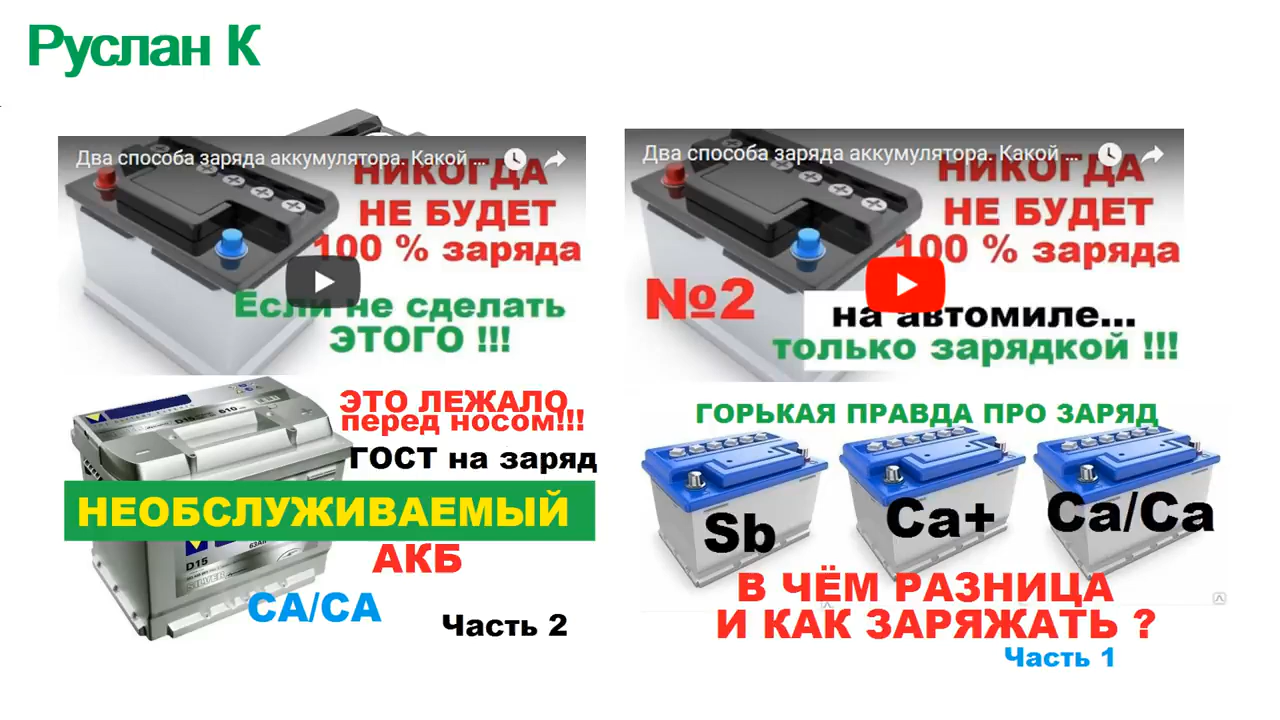 Руслан К
Два способа заряда аккумулятора. Какой ...
НИКОГДА
НЕ БУДЕТ
100 % заряда
Если не сделать
ЭТОГО !!!
Два способа заряда аккумулятора. Какой ...
НИКОГДА
НЕ БУДЕТ
100 % заряда
№2
на автомиле...
только зарядкой !!!
ЭТО ЛЕЖАЛО
перед носом!!!
ГОСТ на заряд
НЕОБСЛУЖИВАЕМЫЙ
АКБ
D15
SILVER
CA/CA
Часть 2
ГОРЬКАЯ ПРАВДА ПРО ЗАРЯД
Sb
Ca+
Ca/Ca
В ЧЁМ РАЗНИЦА
И КАК ЗАРЯЖАТЬ ?
Часть 1